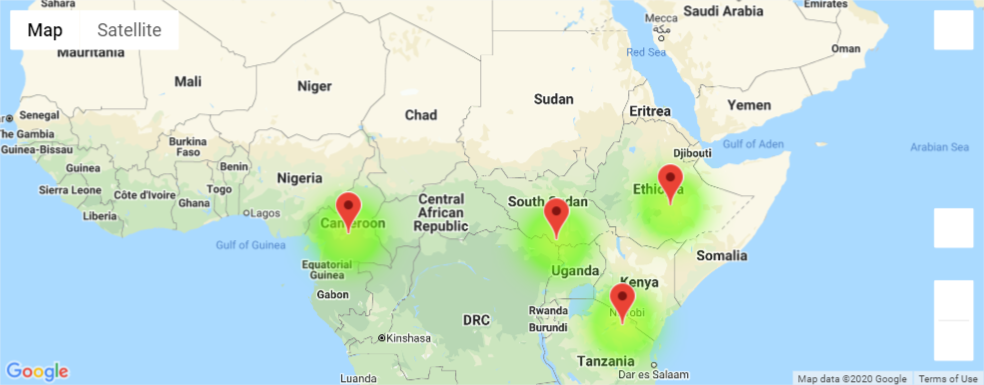 Sahara
Map
Satellite
Mauritania
Mali
Niger
Chad
Sudan
Eritrea
Mecca
مكة
Red Sea
Saudi Arabia
Emirates
Oman
Yemen
Gulf of Aden
Djibouti
Arabian Sea
Senegal
The Gambia
Guinea-Bissau
Guinea
Sierra Leone
Liberia
Côte d'Ivoire
Burkina
Faso
Ghana
Togo
Benin
Nigeria
Lagos
Gulf of Guinea
Cameroon
Central
African
Republic
South Sudan
Ethiopia
Somalia
Equatorial
Guinea
Gabon
DRC
Uganda
Kenya
Nairobi
Rwanda
Burundi
Kinshasa
Tanzania
Dar es Salaam
Luanda
Google
Map data ©2020 Google
Terms of Use